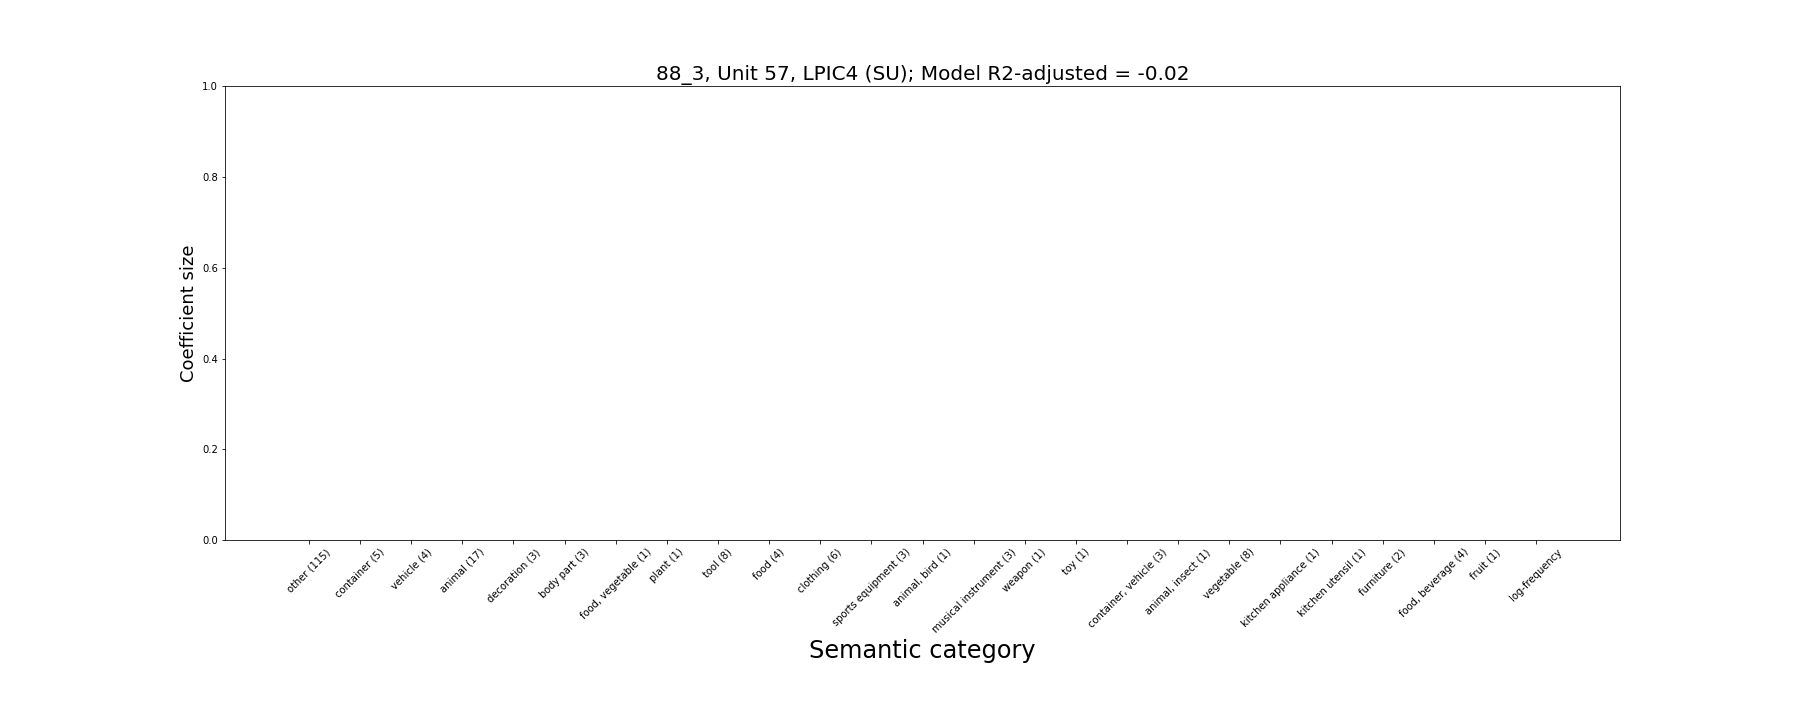 88_3, Unit 57, LPIC4 (SU); Model R2-adjusted = -0.02
Coefficient size
1.0
0.8
0.6
0.4
0.2
0.0
other (115)
container (5)
vehicle (4)
animal (17)
decoration (3)
body part (3)
food, vegetable (1)
plant (1)
tool (8)
food (4)
clothing (6)
sports equipment (3)
animal, bird (1)
musical instrument (3)
weapon (1)
toy (1)
container, vehicle (3)
animal, insect (1)
vegetable (8)
kitchen appliance (1)
kitchen utensil (1)
furniture (2)
food, beverage (4)
fruit (1)
log-frequency
Semantic category